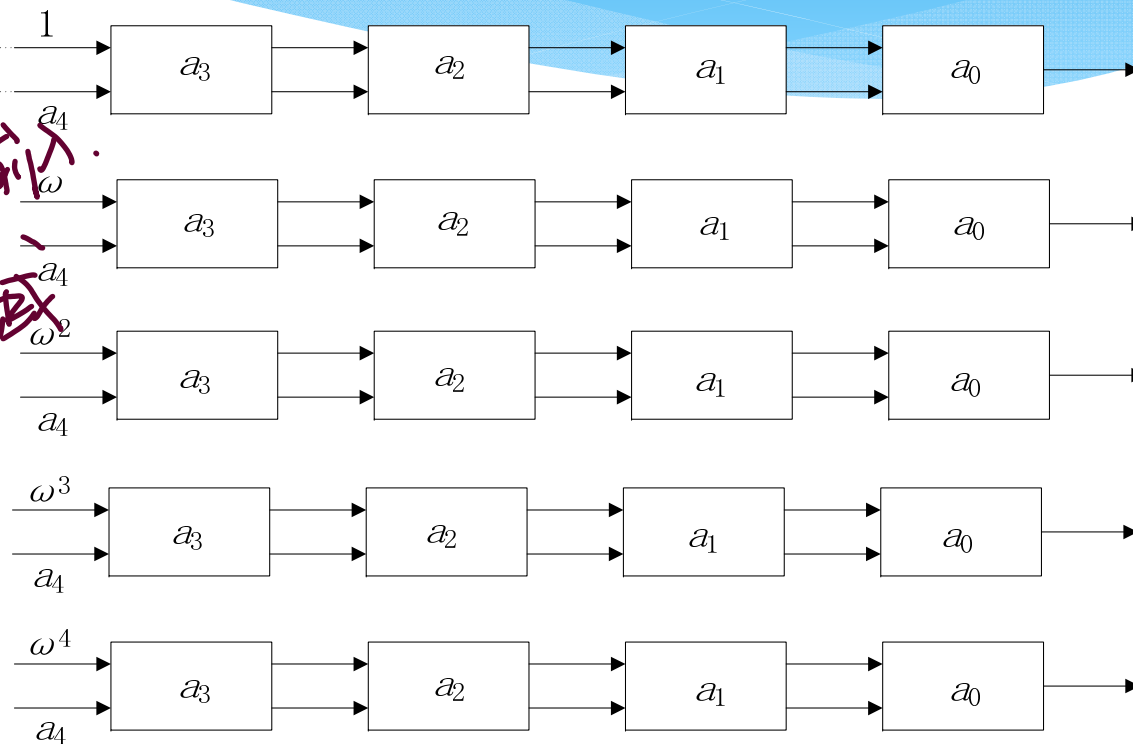 1
a₃ a₂ a₁ a₀
a₄
ω
a₃ a₂ a₁ a₀
a₄
ω²
a₃ a₂ a₁ a₀
a₄
ω³
a₃ a₂ a₁ a₀
a₄
ω⁴
a₃ a₂ a₁ a₀
a₄